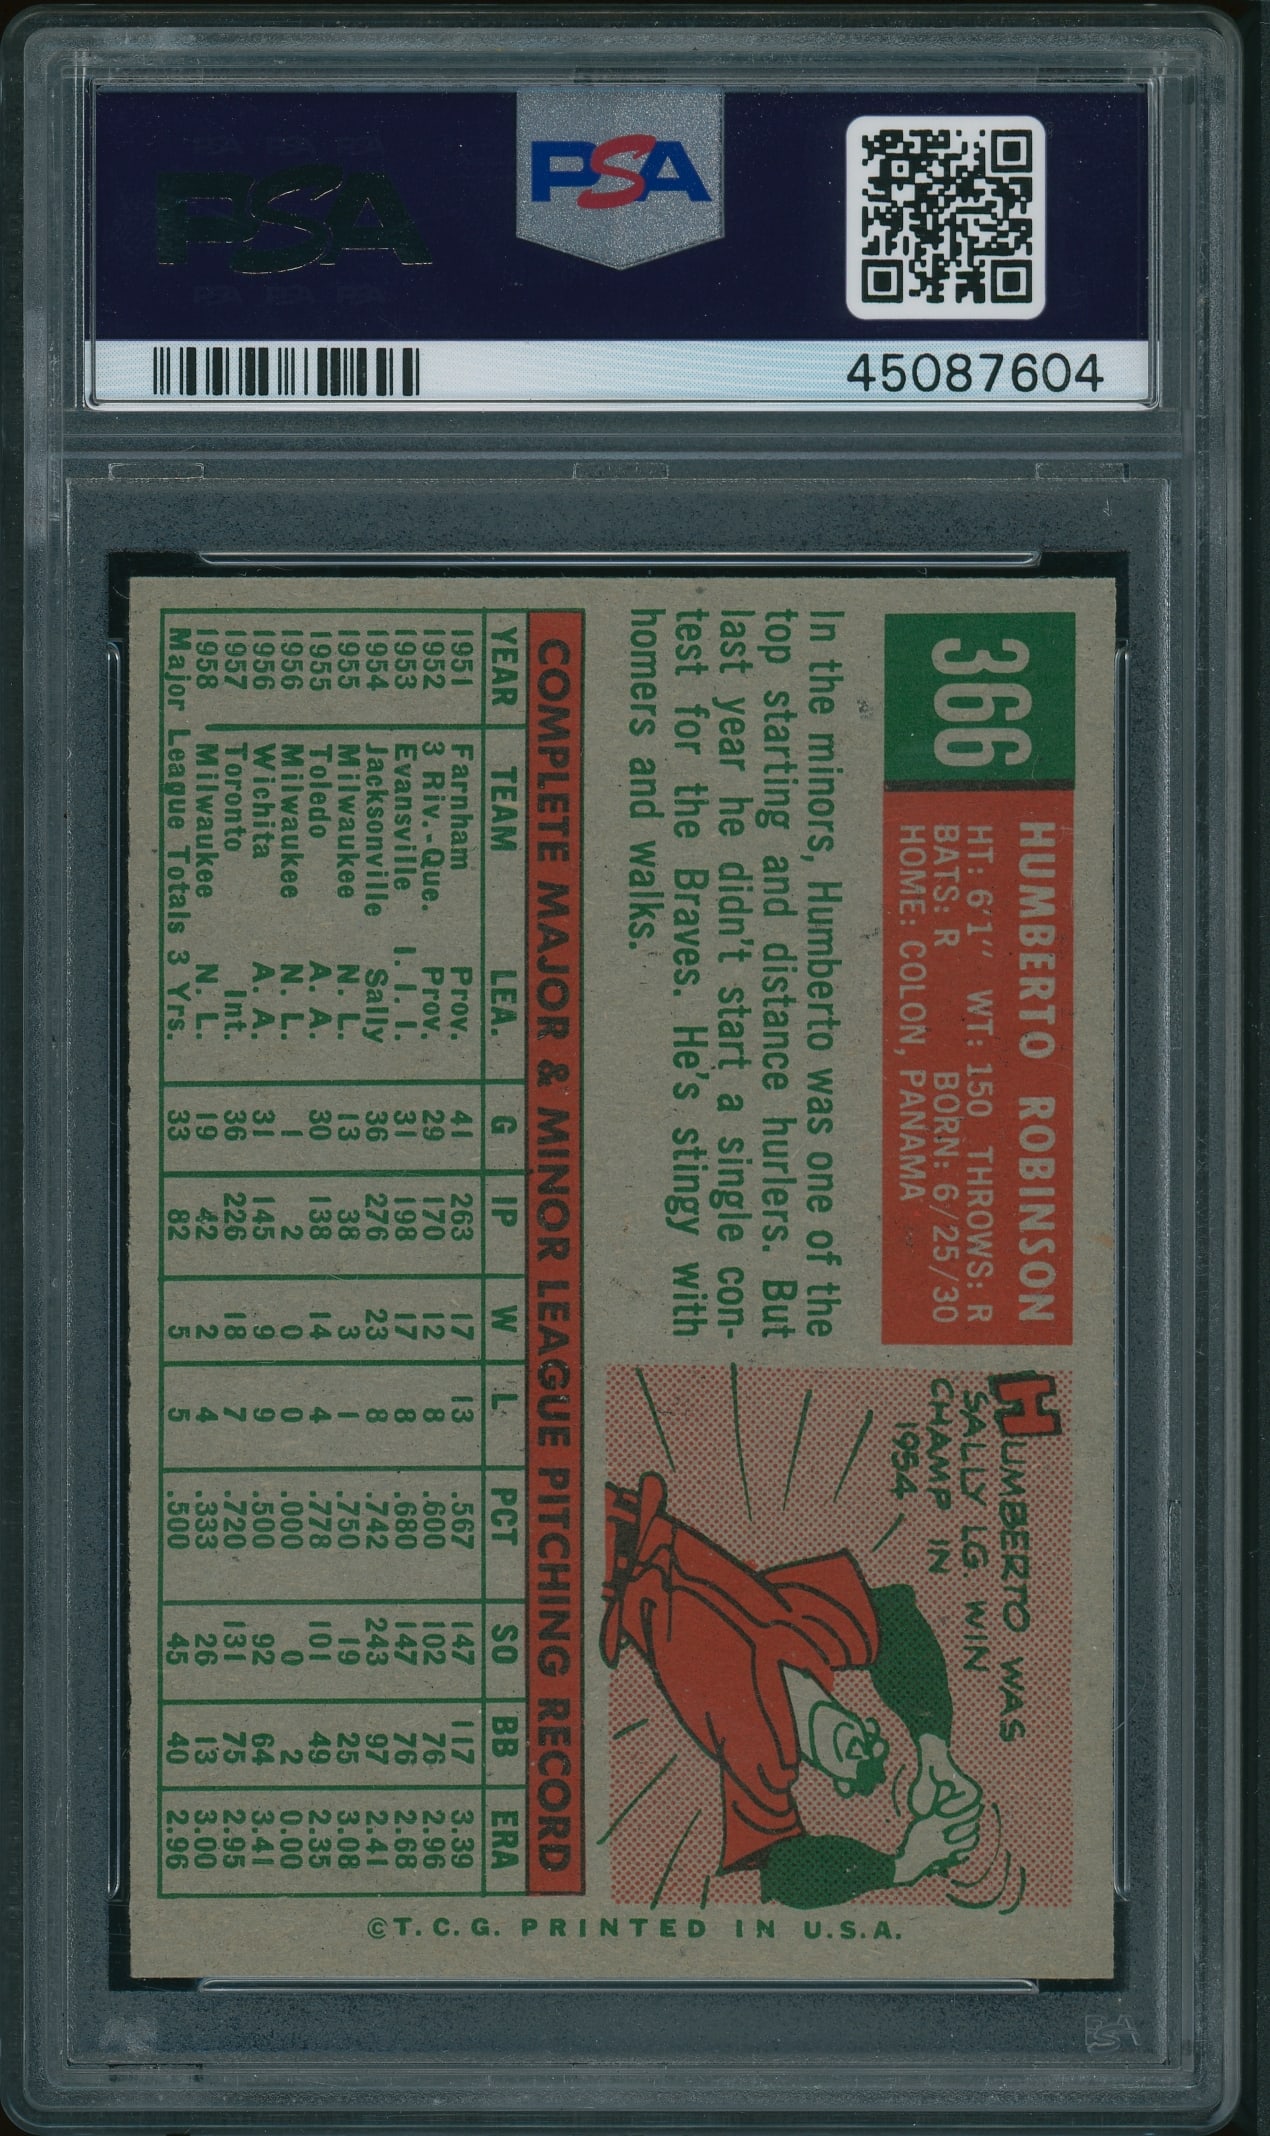 PSA
PSA
45087604
366
HUMBERTO ROBINSON
HT: 6'1" WT: 150 THROWS: R
BATS: R BORN: 6/25/30
HOME: COLON, PANAMA
In the minors, Humberto was one of the
top starting and distance hurlers. But
last year he didn't start a single con-
test for the Braves. He's stingy with
homers and walks.
HUMBERTO WAS
SALLY LG. WIN
CHAMP IN
1954
COMPLETE MAJOR & MINOR LEAGUE PITCHING RECORD
YEAR TEAM LEA. G IP W L PCT SO BB ERA
1951 Farnham Prov. 41 263 17 13 .567 147 117 3.39
1952 3 Riv.-Que. Prov. 29 170 12 8 .600 102 76 2.96
1953 Evansville I. I. I. 31 198 17 8 .680 147 76 2.68
1954 Jacksonville Sally 36 276 23 8 .742 243 97 2.41
1955 Milwaukee N. L. 13 38 3 1 .750 19 25 3.08
1955 Toledo A. A. 30 138 14 4 .778 101 49 2.35
1956 Milwaukee N. L. 1 2 0 0 .000 0 2 0.00
1956 Wichita A. A. 31 145 9 9 .500 92 64 3.41
1957 Toronto Int. 36 226 18 7 .720 131 75 2.95
1958 Milwaukee N. L. 19 42 2 4 .333 26 13 3.00
Major League Totals 3 Yrs. 33 82 5 5 .500 45 40 2.96
©T. C. G. PRINTED IN U.S.A.
PSA